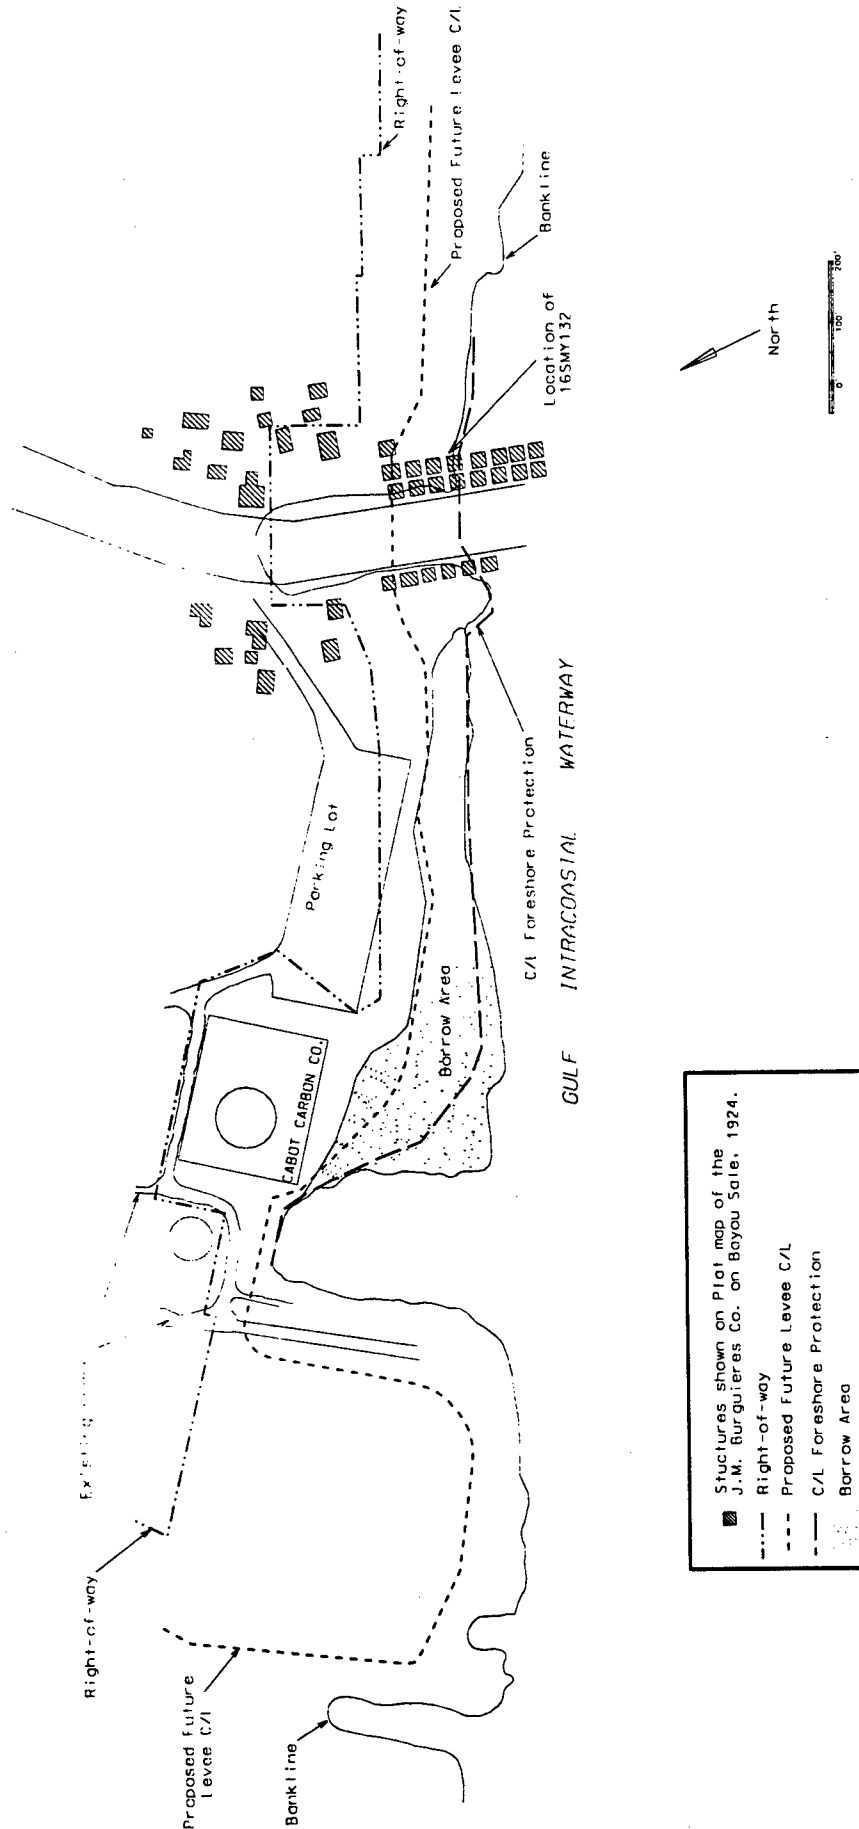 Right-of-way
Proposed Future Levee C/L
Bankline
Location of
16SMY132
North
0 100 200'
Parking Lot
C/L Foreshore Protection
GULF INTRACOASTAL WATERWAY
Borrow Area
CABOT CARBON CO.
Existing
Right-of-way
Proposed Future
Levee C/L
Bankline
Stuctures shown on Plat map of the
J.M. Burguieres Co. on Bayou Sale, 1924.
Right-of-way
Proposed Future Levee C/L
C/L Foreshore Protection
Borrow Area